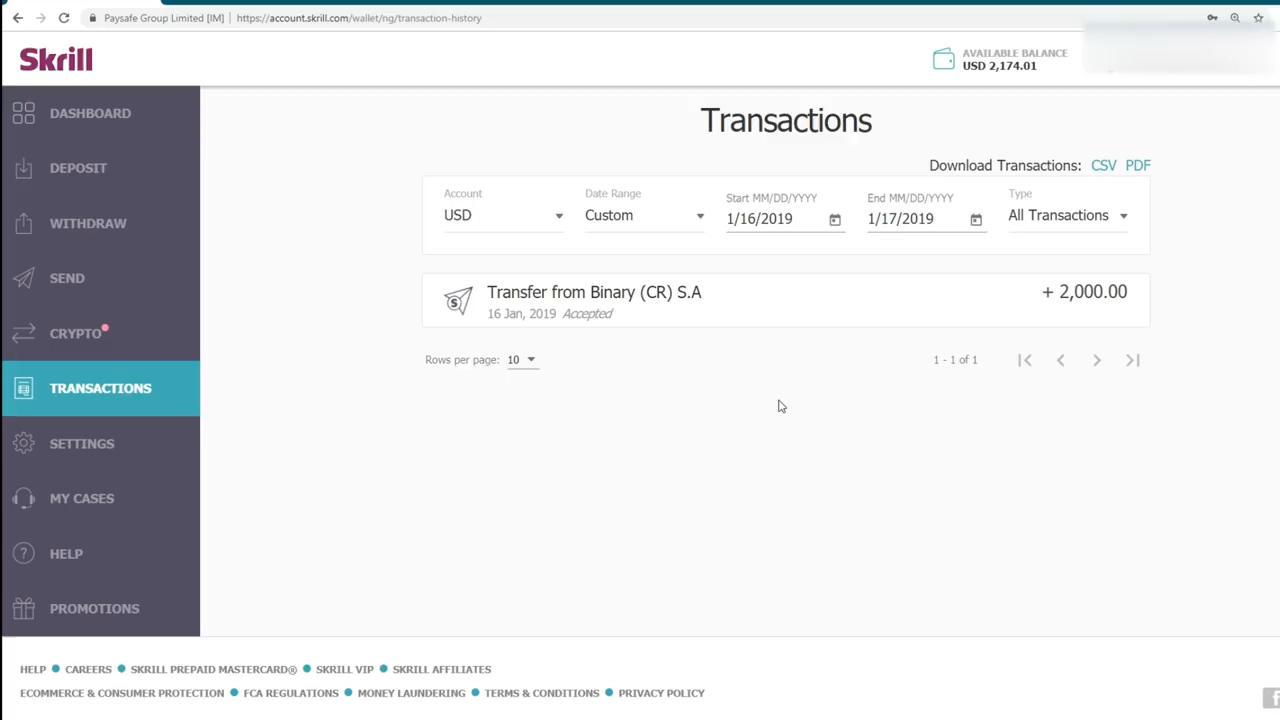 Paysafe Group Limited [IM] | https://account.skrill.com/wallet/ng/transaction-history
Skrill
AVAILABLE BALANCE
USD 2,174.01
DASHBOARD
DEPOSIT
WITHDRAW
SEND
CRYPTO
TRANSACTIONS
SETTINGS
MY CASES
HELP
PROMOTIONS
Transactions
Download Transactions: CSV PDF
Account
USD
Date Range
Custom
Start MM/DD/YYYY
1/16/2019
End MM/DD/YYYY
1/17/2019
Type
All Transactions
Transfer from Binary (CR) S.A
+ 2,000.00
16 Jan, 2019 Accepted
Rows per page: 10
1 - 1 of 1
HELP CAREERS SKRILL PREPAID MASTERCARD® SKRILL VIP SKRILL AFFILIATES
ECOMMERCE & CONSUMER PROTECTION FCA REGULATIONS MONEY LAUNDERING TERMS & CONDITIONS PRIVACY POLICY